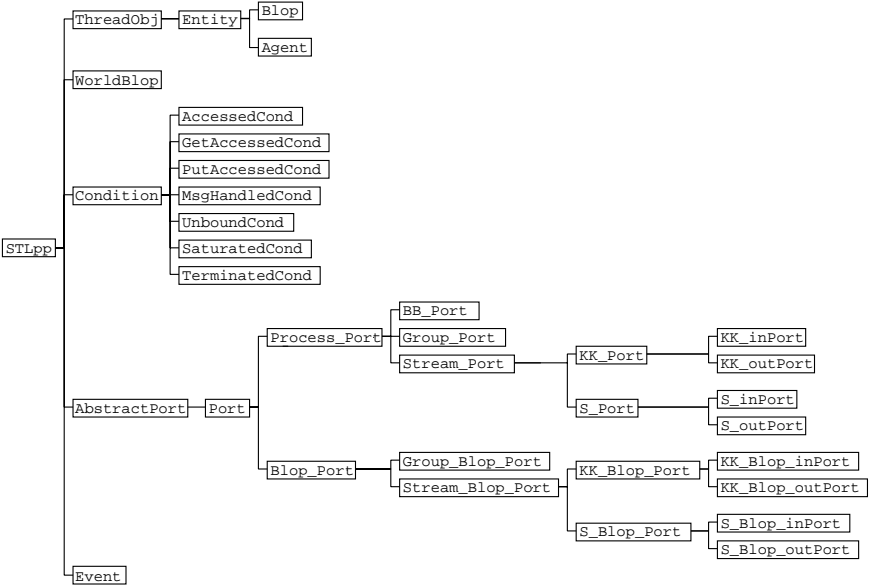 Blop
ThreadObj
Entity
Agent
WorldBlop
AccessedCond
GetAccessedCond
PutAccessedCond
Condition
MsgHandledCond
UnboundCond
STLpp
SaturatedCond
TerminatedCond
BB_Port
Process_Port
Group_Port
KK_inPort
Stream_Port
KK_Port
KK_outPort
S_inPort
AbstractPort
Port
S_Port
S_outPort
Group_Blop_Port
KK_Blop_inPort
Blop_Port
KK_Blop_Port
Stream_Blop_Port
KK_Blop_outPort
S_Blop_inPort
S_Blop_Port
S_Blop_outPort
Event